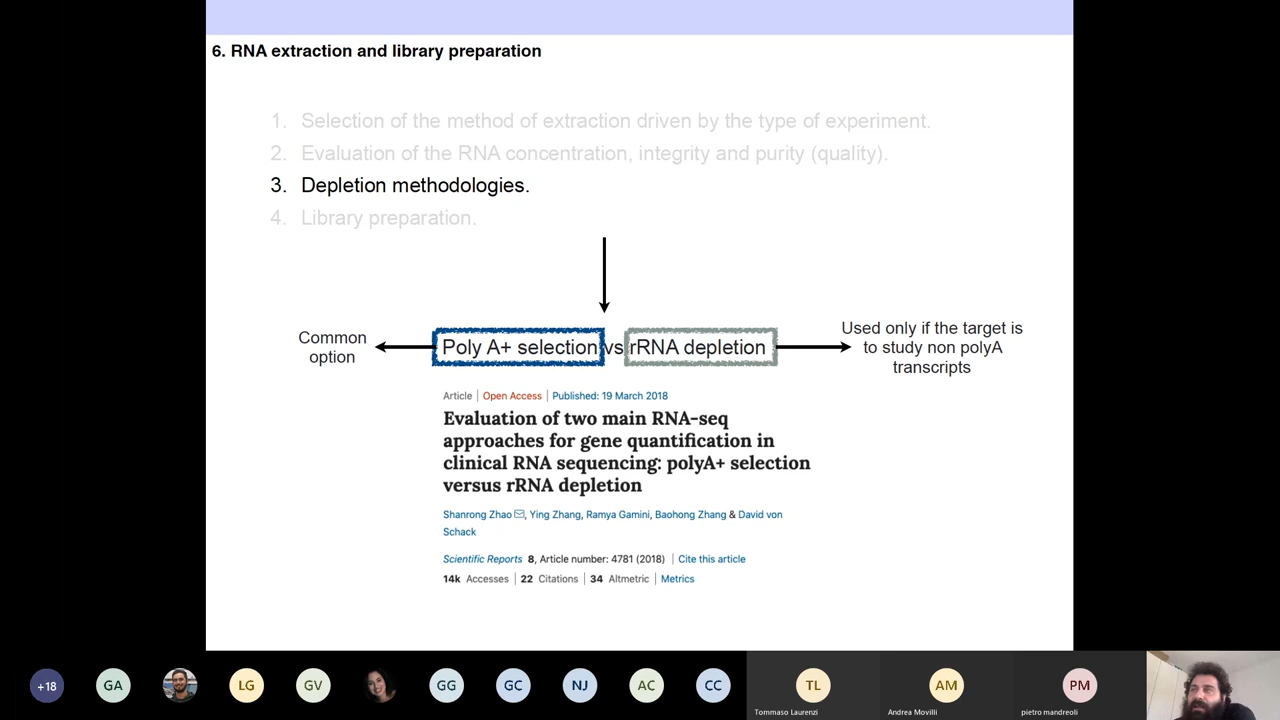 6. RNA extraction and library preparation
1. Selection of the method of extraction driven by the type of experiment.
2. Evaluation of the RNA concentration, integrity and purity (quality).
3. Depletion methodologies.
4. Library preparation.
Common
option
Poly A+ selection vs rRNA depletion
Used only if the target is
to study non polyA
transcripts
Article | Open Access | Published: 19 March 2018
Evaluation of two main RNA-seq
approaches for gene quantification in
clinical RNA sequencing: polyA+ selection
versus rRNA depletion
Shanrong Zhao, Ying Zhang, Ramya Gamini, Baohong Zhang & David von
Schack
Scientific Reports 8, Article number: 4781 (2018) | Cite this article
14k Accesses | 22 Citations | 34 Altmetric | Metrics
+18 GA LG GV GG GC NJ AC CC TL AM PM
Tommaso Laurenzi Andrea Movilli pietro mandreoli